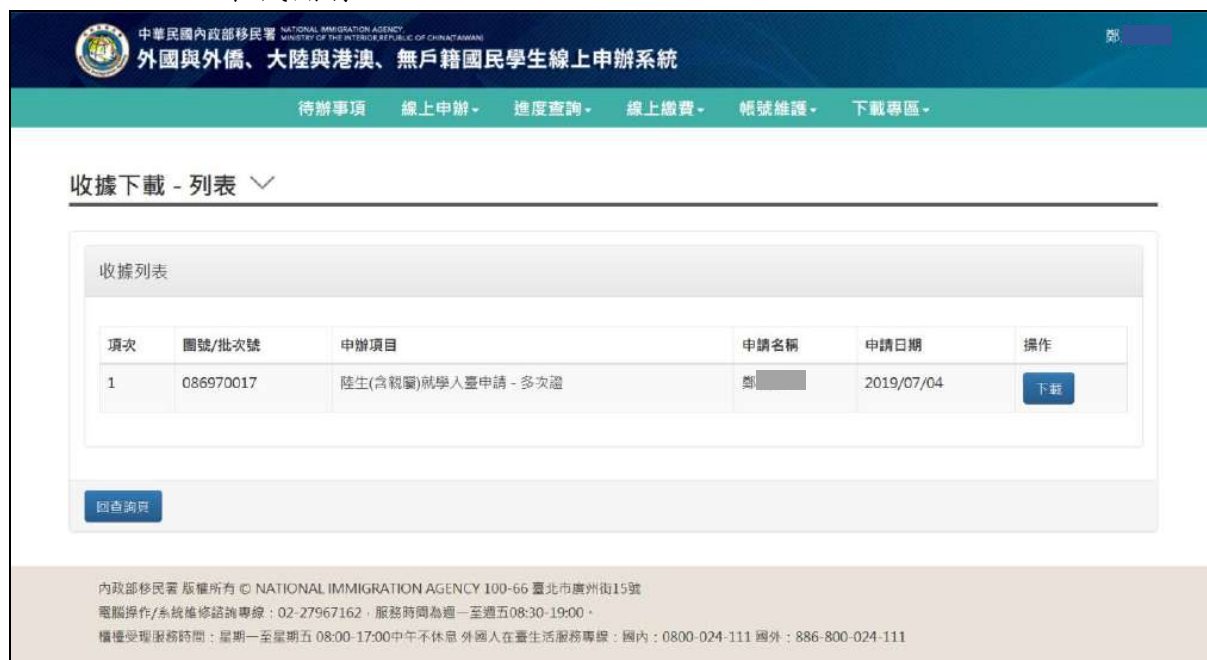 中華民國內政部移民署 NATIONAL IMMIGRATION AGENCY,
MINISTRY OF THE INTERIOR,REPUBLIC OF CHINA(TAIWAN)
外國與外僑、大陸與港澳、無戶籍國民學生線上申辦系統
鄭
待辦事項 線上申辦 進度查詢 線上繳費 帳號維護 下載專區
收據下載 - 列表
收據列表
項次 團號/批次號 申辦項目 申請名稱 申請日期 操作
1 086970017 陸生(含親屬)就學入臺申請 - 多次證 鄭 2019/07/04 下載
回查詢頁
內政部移民署 版權所有 © NATIONAL IMMIGRATION AGENCY 100-66 臺北市廣州街15號
電腦操作/系統維修諮詢專線：02-27967162，服務時間為週一至週五08:30-19:00。
櫃檯受理服務時間：星期一至星期五 08:00-17:00中午不休息 外國人在臺生活服務專線：國內：0800-024-111 國外：886-800-024-111